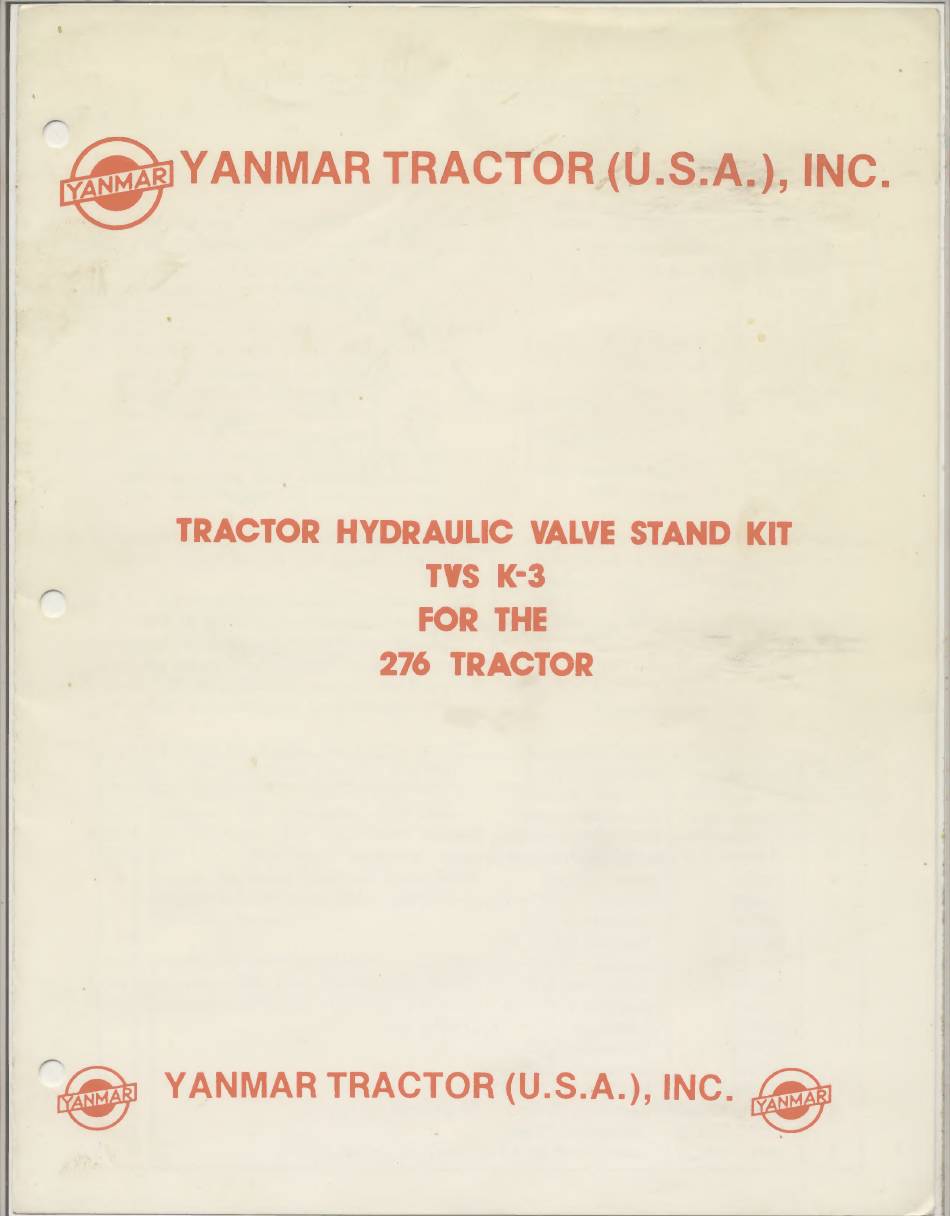 YANMAR
YANMAR TRACTOR (U.S.A.), INC.
TRACTOR HYDRAULIC VALVE STAND KIT
TVS K-3
FOR THE
276 TRACTOR
YANMAR
YANMAR TRACTOR (U.S.A.), INC.
YANMAR